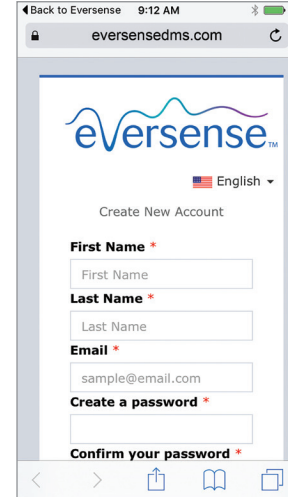 Back to Eversense 9:12 AM
eversensedms.com
eversense TM
English
Create New Account
First Name *
First Name
Last Name *
Last Name
Email *
sample@email.com
Create a password *
Confirm your password *